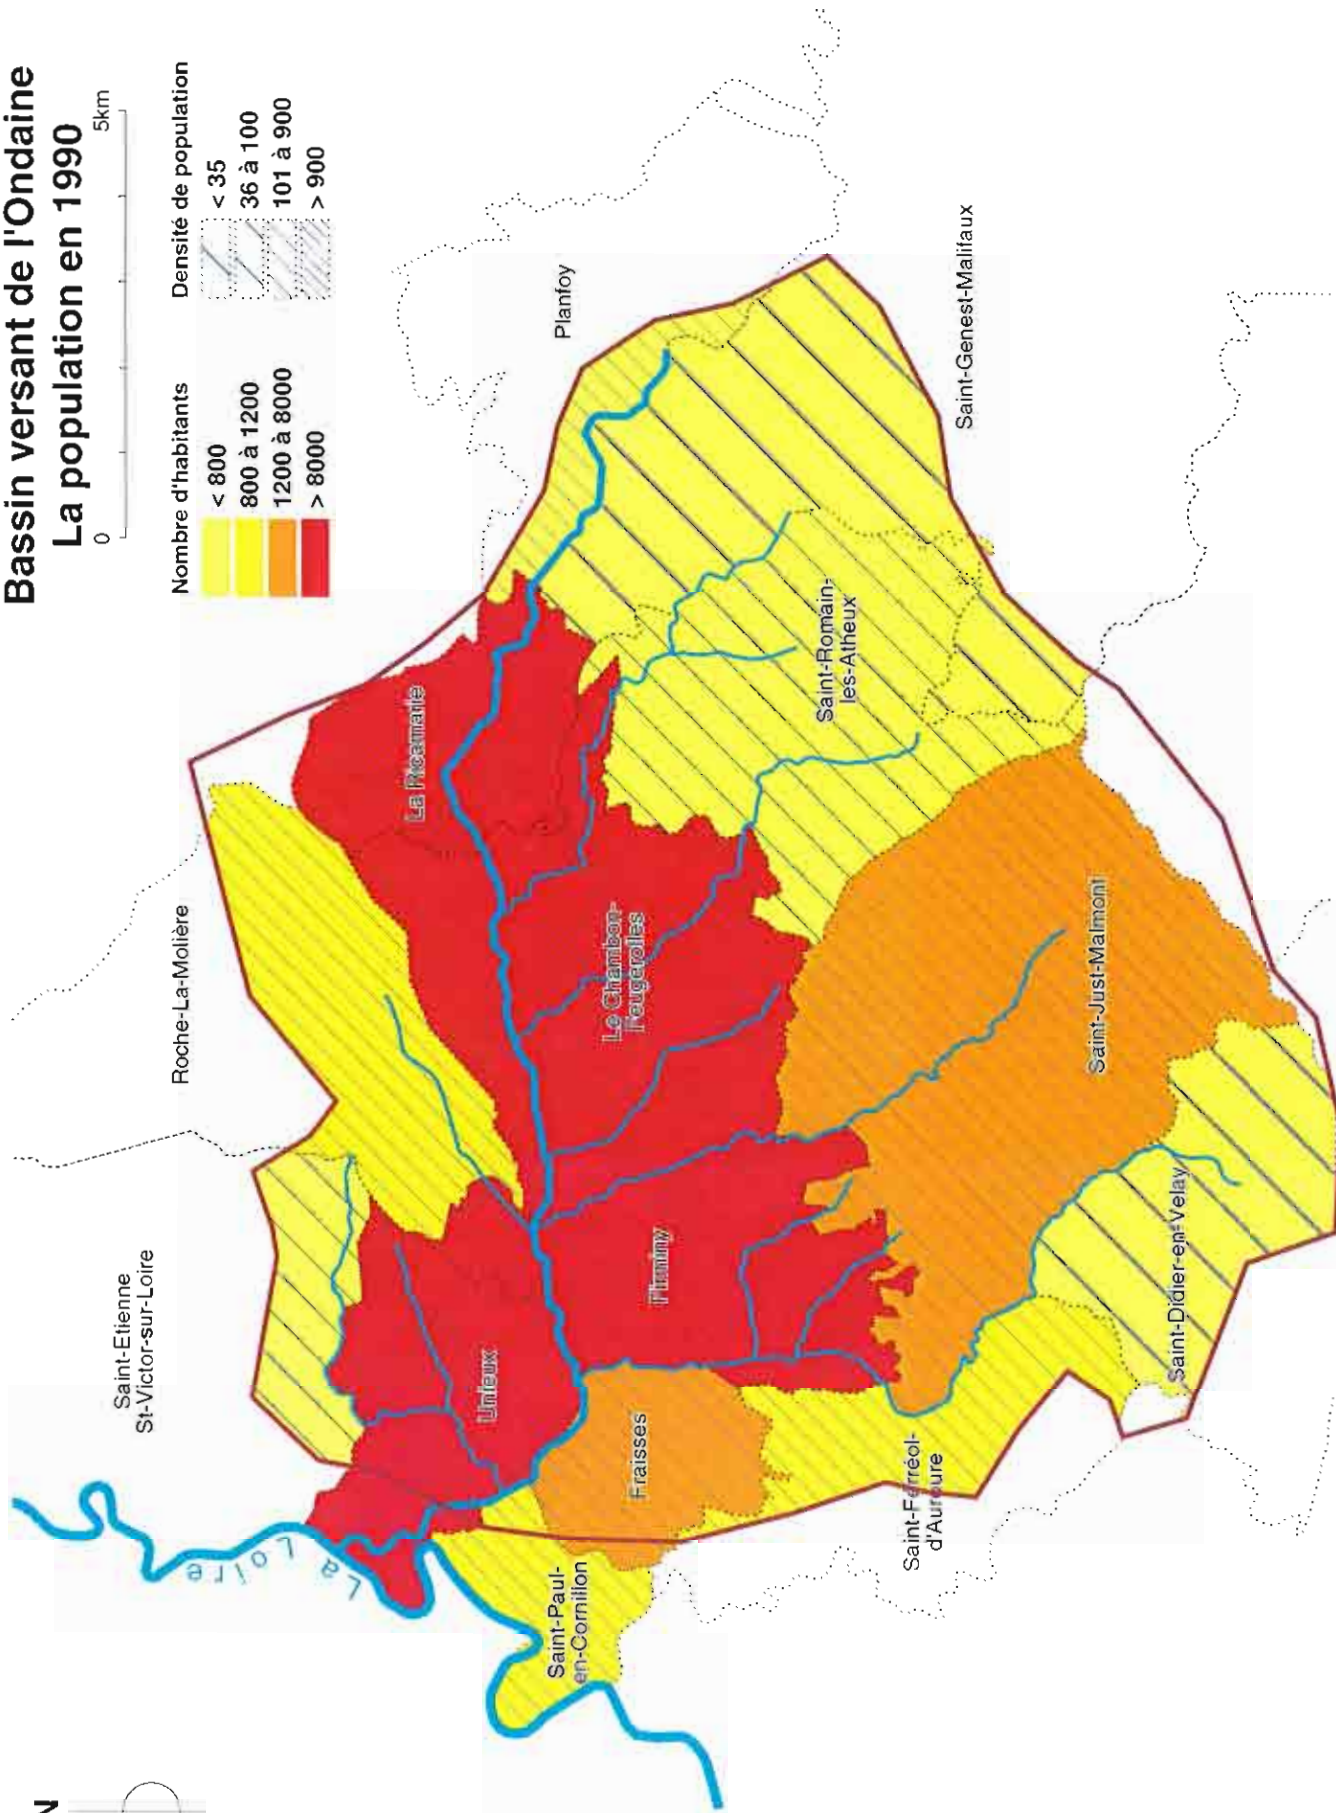 Bassin versant de l'Ondaine
La population en 1990
0
5km
Nombre d'habitants
< 800
800 à 1200
1200 à 8000
> 8000
Densité de population
< 35
36 à 100
101 à 900
> 900
N
Saint-Etienne
St-Victor-sur-Loire
Roche-La-Molière
La Loire
La Ricamarie
Planfoy
Unieux
Le Chambon-
Feugerolles
Saint-Paul-
en-Cornillon
Fraisses
Firminy
Saint-Romain-
les-Atheux
Saint-Genest-Malifaux
Saint-Ferréol-
d'Auroure
Saint-Just-Malmont
Saint-Didier-en-Velay